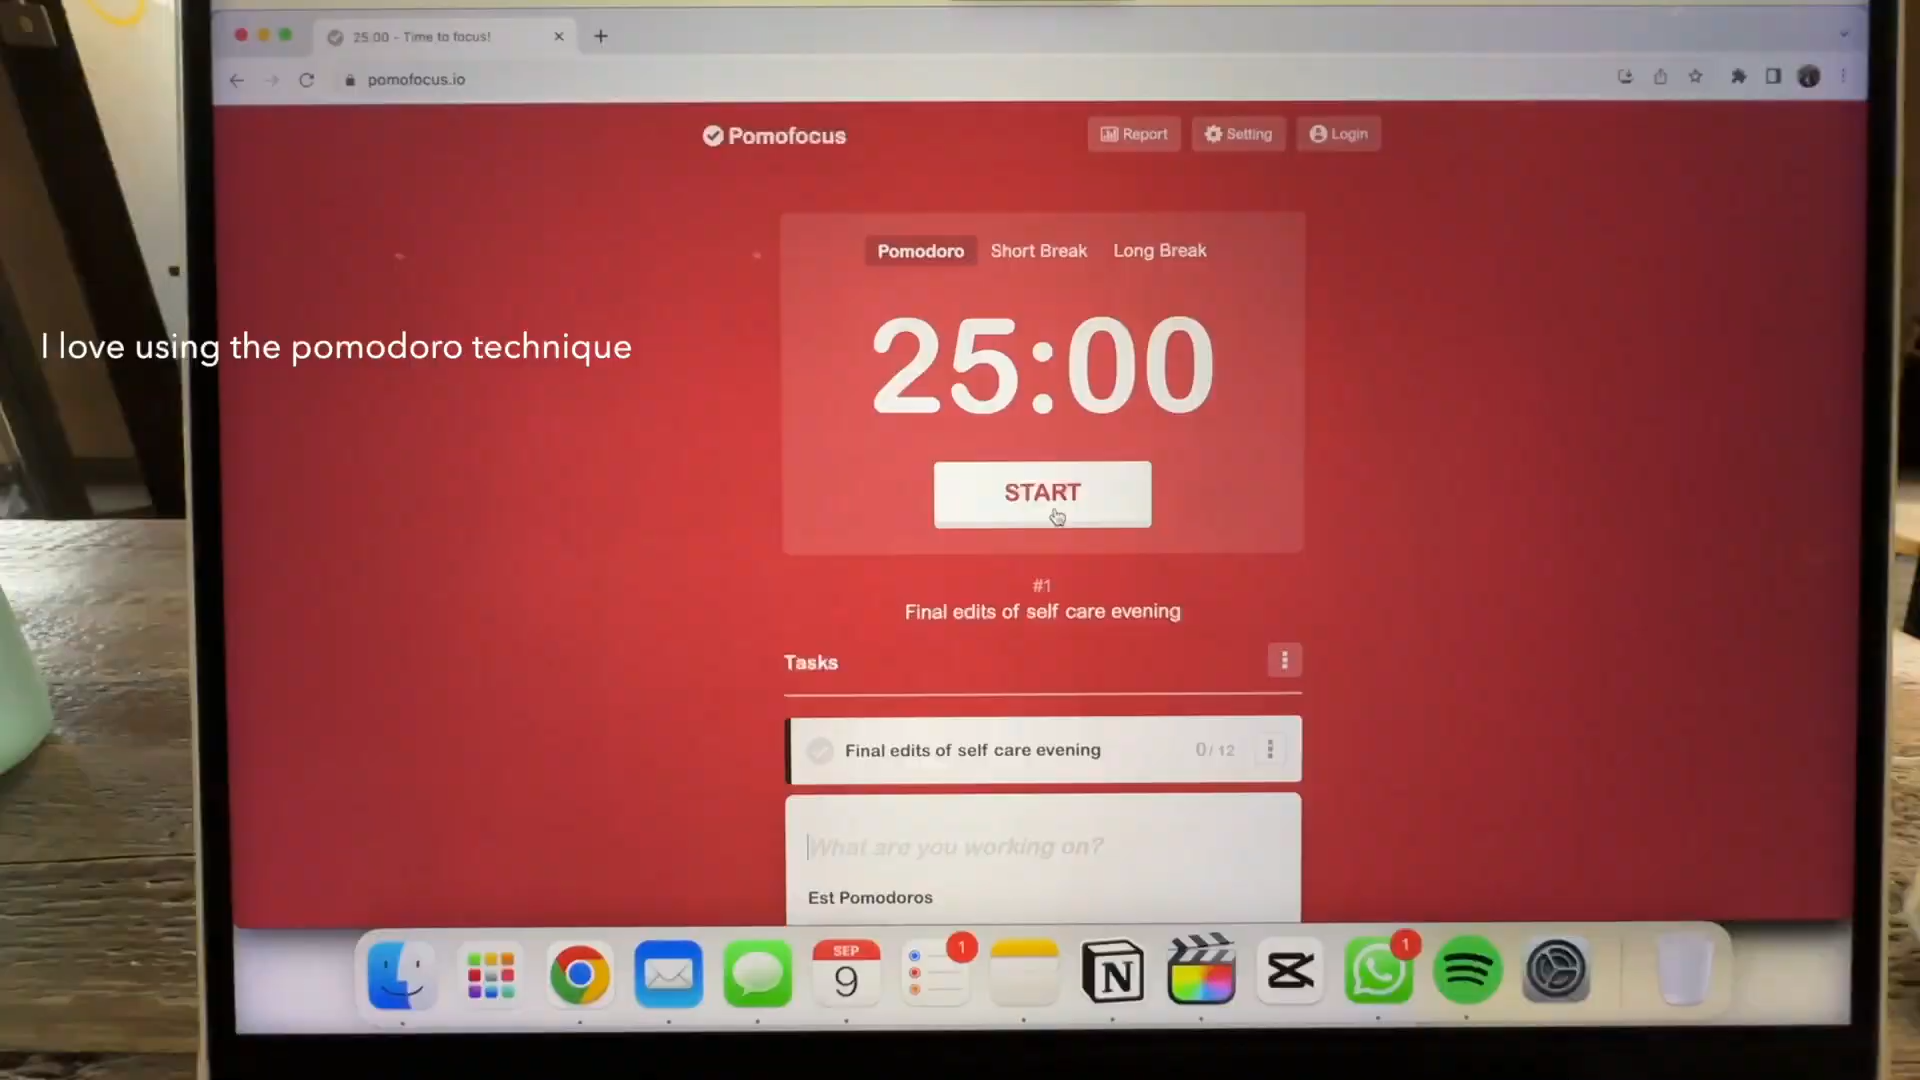 25:00 - Time to focus!
pomofocus.io
Pomofocus
Report
Setting
Login
Pomodoro
Short Break
Long Break
25:00
I love using the pomodoro technique
START
#1
Final edits of self care evening
Tasks
Final edits of self care evening
0/12
What are you working on?
Est Pomodoros
SEP
9
1
N
1